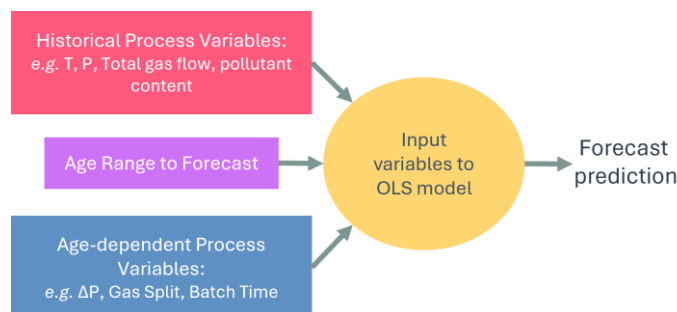 Historical Process Variables:
e.g. T, P, Total gas flow, pollutant
content
Age Range to Forecast
Age-dependent Process
Variables:
e.g. ΔP, Gas Split, Batch Time
Input
variables to
OLS model
Forecast
prediction